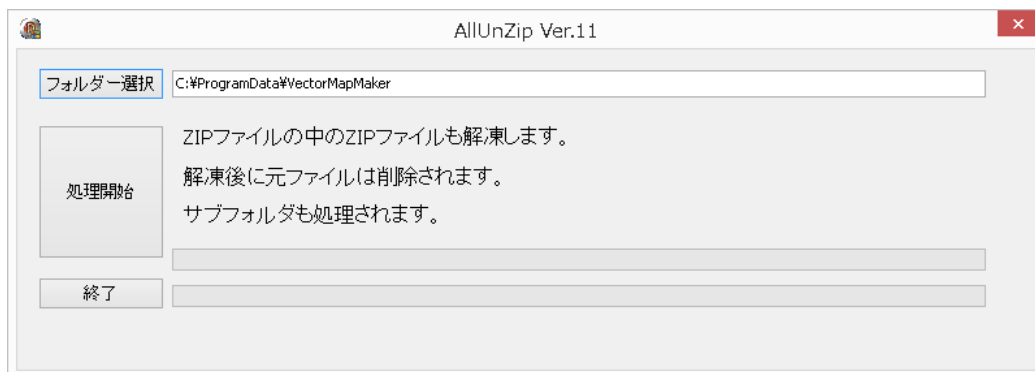 AllUnZip Ver.11
フォルダー選択 C:¥ProgramData¥VectorMapMaker
ZIPファイルの中のZIPファイルも解凍します。
処理開始
解凍後に元ファイルは削除されます。
サブフォルダも処理されます。
終了